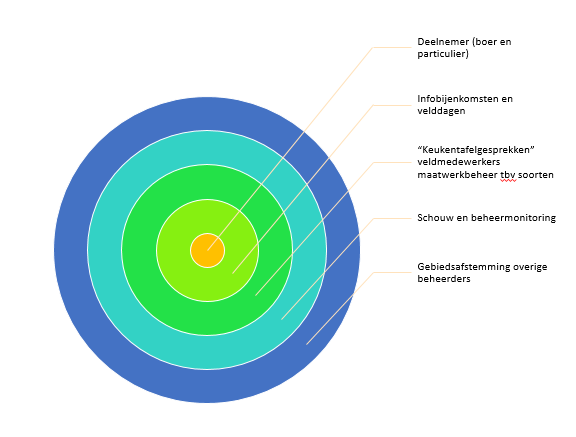 Deelnemer (boer en
particulier)
Infobijenkomsten en
velddagen
“Keukentafelgesprekken”
veldmedewerkers
maatwerkbeheer tbv soorten
Schouw en beheermonitoring
Gebiedsafstemming overige
beheerders